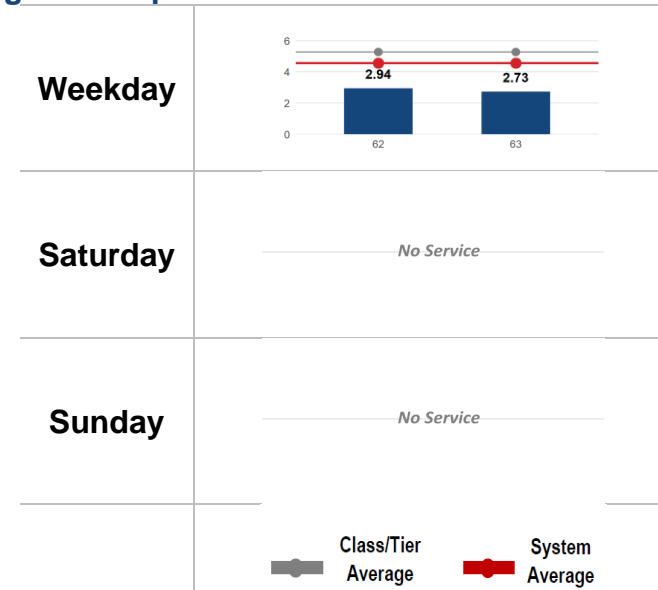 Weekday
6
4
2
0
2.94
2.73
62
63
Saturday
No Service
Sunday
No Service
Class/Tier
Average
System
Average